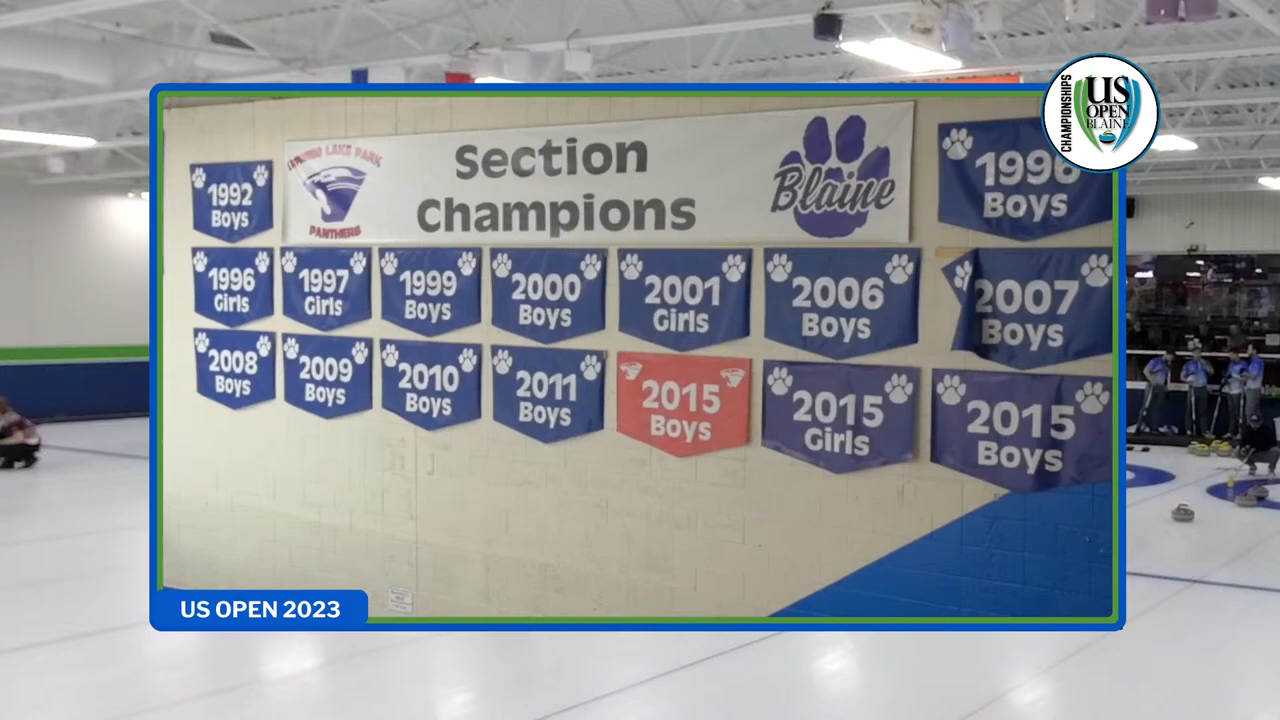 Section
Champions
LAKE PARK
PANTHERS
Blaine
CHAMPIONSHIPS
US
OPEN
BLAINE
1992
Boys
1996
Boys
1996
Girls
1997
Girls
1999
Boys
2000
Boys
2001
Girls
2006
Boys
2007
Boys
2008
Boys
2009
Boys
2010
Boys
2011
Boys
2015
Boys
2015
Girls
2015
Boys
US OPEN 2023